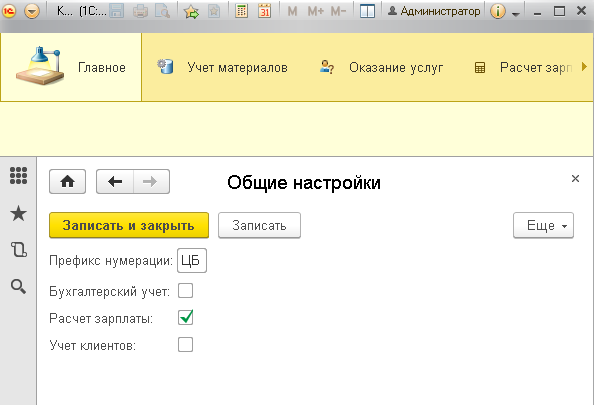 К... (1С:... M M+ M- Администратор
Главное Учет материалов Оказание услуг Расчет зарп
Общие настройки
Записать и закрыть Записать Еще
Префикс нумерации: ЦБ
Бухгалтерский учет:
Расчет зарплаты:
Учет клиентов: